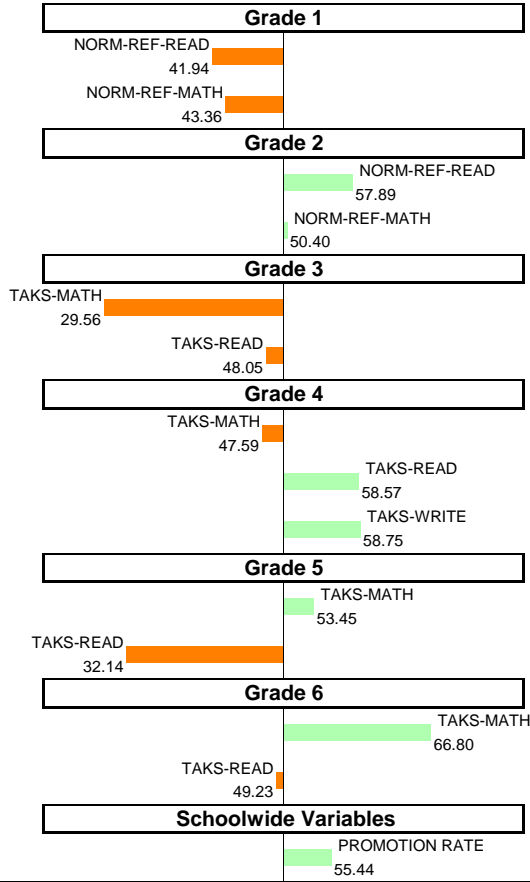 Grade 1
NORM-REF-READ
41.94
NORM-REF-MATH
43.36
Grade 2
NORM-REF-READ
57.89
NORM-REF-MATH
50.40
Grade 3
TAKS-MATH
29.56
TAKS-READ
48.05
Grade 4
TAKS-MATH
47.59
TAKS-READ
58.57
TAKS-WRITE
58.75
Grade 5
TAKS-MATH
53.45
TAKS-READ
32.14
Grade 6
TAKS-MATH
66.80
TAKS-READ
49.23
Schoolwide Variables
PROMOTION RATE
55.44